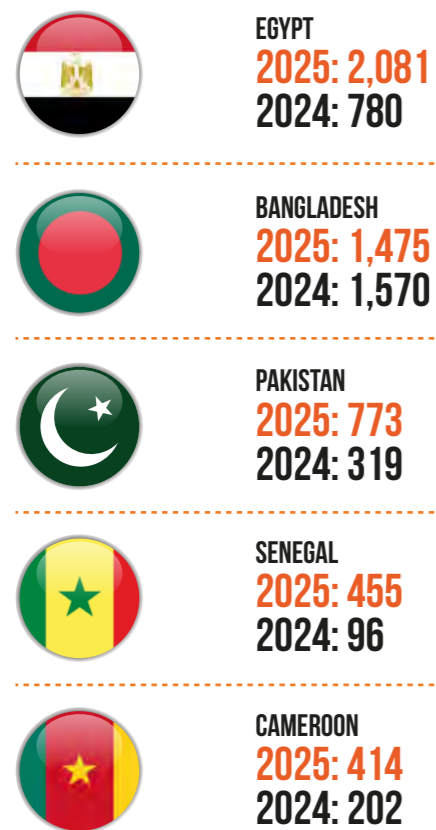 EGYPT
2025: 2,081
2024: 780
BANGLADESH
2025: 1,475
2024: 1,570
PAKISTAN
2025: 773
2024: 319
SENEGAL
2025: 455
2024: 96
CAMEROON
2025: 414
2024: 202